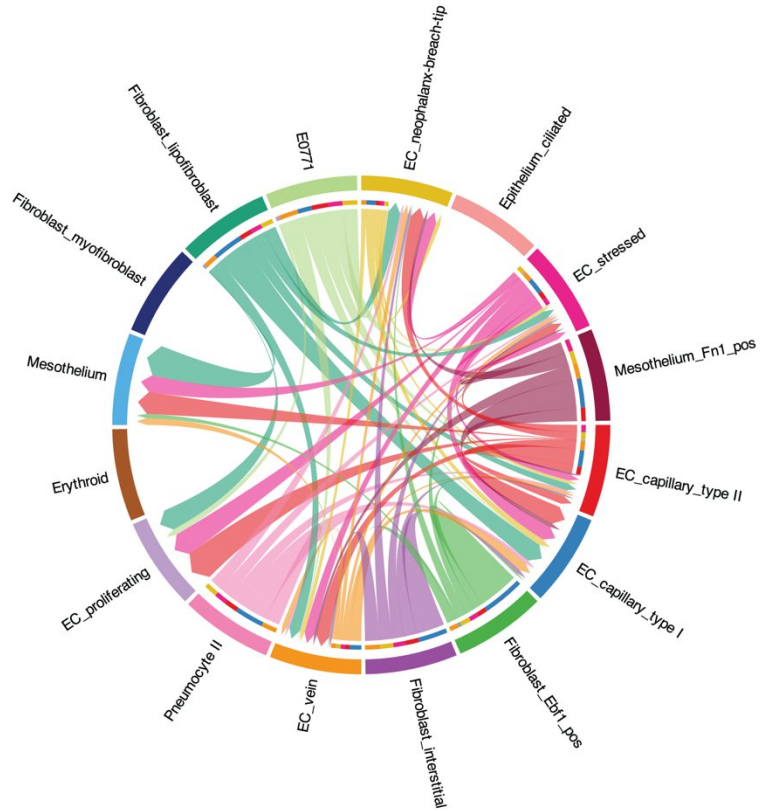 EC_neophalanx-breach-tip
Epithelium_ciliated
EC_stressed
Mesothelium_Fn1_pos
EC_capillary_type II
EC_capillary_type I
Fibroblast_Ebf1_pos
Fibroblast_interstitial
EC_vein
Pneumocyte II
EC_proliferating
Erythroid
Mesothelium
Fibroblast_myofibroblast
Fibroblast_lipofibroblast
E0771